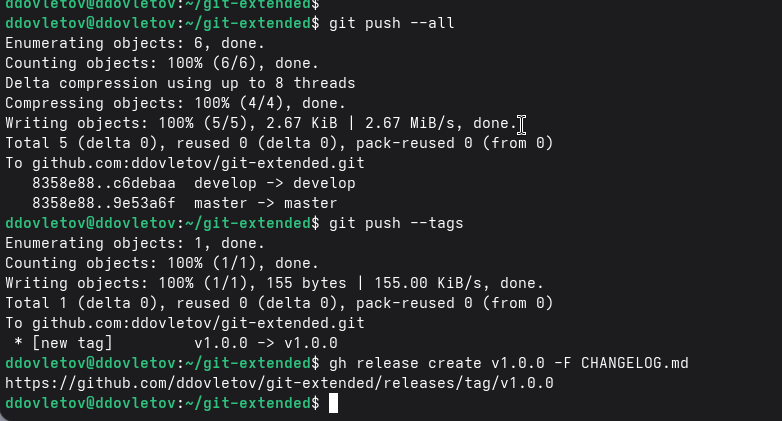 ddovletov@ddovletov:~/git-extended$
ddovletov@ddovletov:~/git-extended$ git push --all
Enumerating objects: 6, done.
Counting objects: 100% (6/6), done.
Delta compression using up to 8 threads
Compressing objects: 100% (4/4), done.
Writing objects: 100% (5/5), 2.67 KiB | 2.67 MiB/s, done.
Total 5 (delta 0), reused 0 (delta 0), pack-reused 0 (from 0)
To github.com:ddovletov/git-extended.git
   8358e88..c6debaa  develop -> develop
   8358e88..9e53a6f  master -> master
ddovletov@ddovletov:~/git-extended$ git push --tags
Enumerating objects: 1, done.
Counting objects: 100% (1/1), done.
Writing objects: 100% (1/1), 155 bytes | 155.00 KiB/s, done.
Total 1 (delta 0), reused 0 (delta 0), pack-reused 0 (from 0)
To github.com:ddovletov/git-extended.git
 * [new tag]         v1.0.0 -> v1.0.0
ddovletov@ddovletov:~/git-extended$ gh release create v1.0.0 -F CHANGELOG.md
https://github.com/ddovletov/git-extended/releases/tag/v1.0.0
ddovletov@ddovletov:~/git-extended$